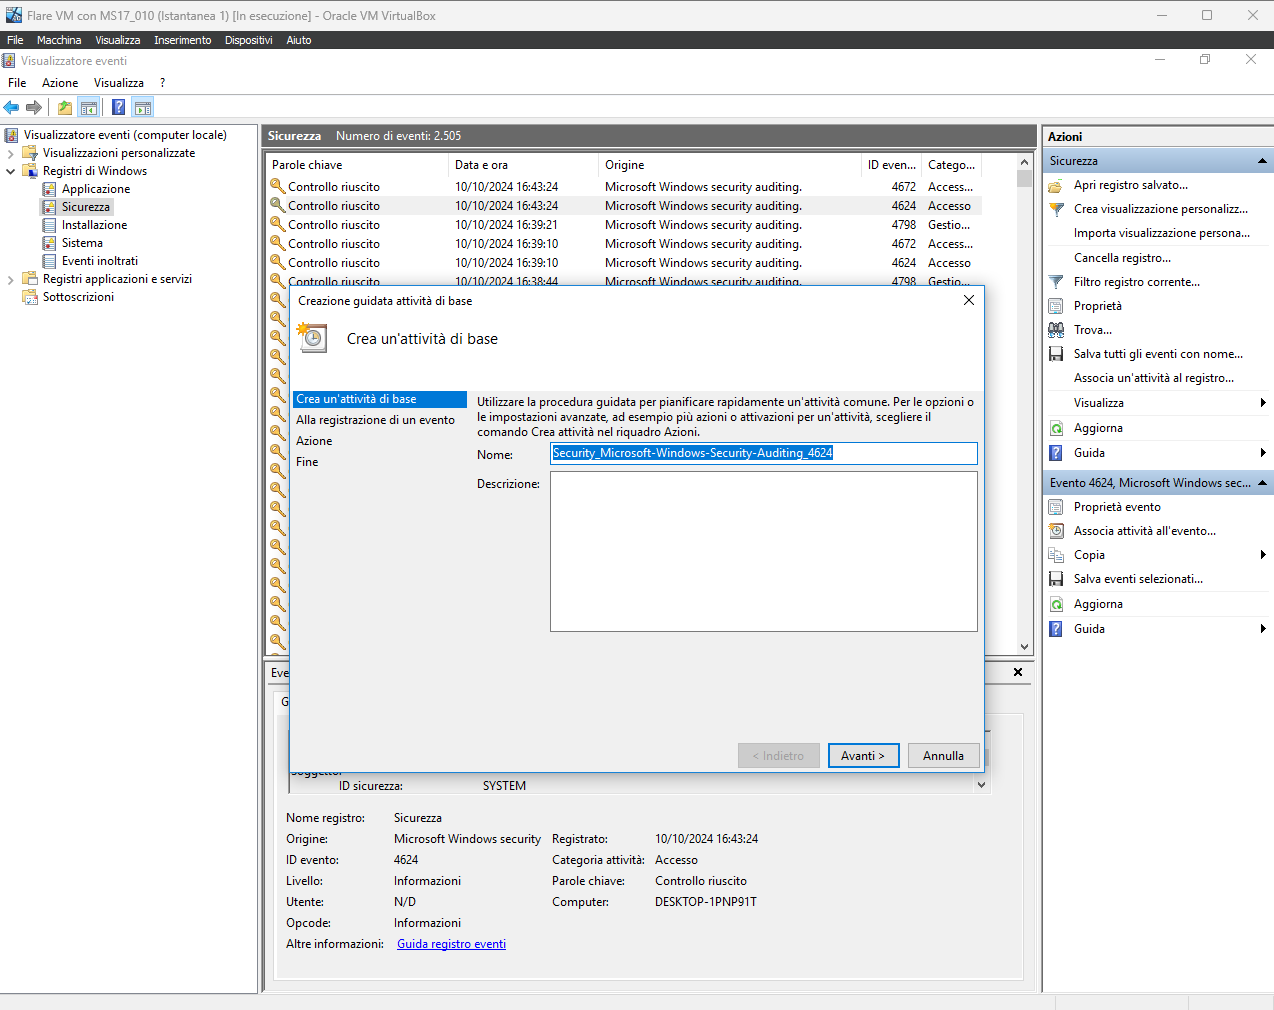 Flare VM con MS17_010 (Istantanea 1) [In esecuzione] - Oracle VM VirtualBox
File Macchina Visualizza Inserimento Dispositivi Aiuto
Visualizzatore eventi
File Azione Visualizza ?
Visualizzatore eventi (computer locale)
Visualizzazioni personalizzate
Registri di Windows
Applicazione
Sicurezza
Installazione
Sistema
Eventi inoltrati
Registri applicazioni e servizi
Sottoscrizioni
Sicurezza Numero di eventi: 2.505
Parole chiave Data e ora Origine ID even... Catego...
Controllo riuscito 10/10/2024 16:43:24 Microsoft Windows security auditing. 4672 Access...
Controllo riuscito 10/10/2024 16:43:24 Microsoft Windows security auditing. 4624 Accesso
Controllo riuscito 10/10/2024 16:39:21 Microsoft Windows security auditing. 4798 Gestio...
Controllo riuscito 10/10/2024 16:39:10 Microsoft Windows security auditing. 4672 Access...
Controllo riuscito 10/10/2024 16:39:10 Microsoft Windows security auditing. 4624 Accesso
Controllo riuscito 10/10/2024 16:38:44 Microsoft Windows security auditing. 4798 Gestio...
Creazione guidata attività di base
Crea un'attività di base
Crea un'attività di base
Alla registrazione di un evento
Azione
Fine
Utilizzare la procedura guidata per pianificare rapidamente un'attività comune. Per le opzioni o
le impostazioni avanzate, ad esempio più azioni o attivazioni per un'attività, scegliere il
comando Crea attività nel riquadro Azioni.
Nome: Security_Microsoft-Windows-Security-Auditing_4624
Descrizione:
< Indietro Avanti > Annulla
Eve
G
Soggetto:
ID sicurezza: SYSTEM
Nome registro: Sicurezza
Origine: Microsoft Windows security Registrato: 10/10/2024 16:43:24
ID evento: 4624 Categoria attività: Accesso
Livello: Informazioni Parole chiave: Controllo riuscito
Utente: N/D Computer: DESKTOP-1PNP91T
Opcode: Informazioni
Altre informazioni: Guida registro eventi
Azioni
Sicurezza
Apri registro salvato...
Crea visualizzazione personalizz...
Importa visualizzazione persona...
Cancella registro...
Filtro registro corrente...
Proprietà
Trova...
Salva tutti gli eventi con nome...
Associa un'attività al registro...
Visualizza
Aggiorna
Guida
Evento 4624, Microsoft Windows sec...
Proprietà evento
Associa attività all'evento...
Copia
Salva eventi selezionati...
Aggiorna
Guida